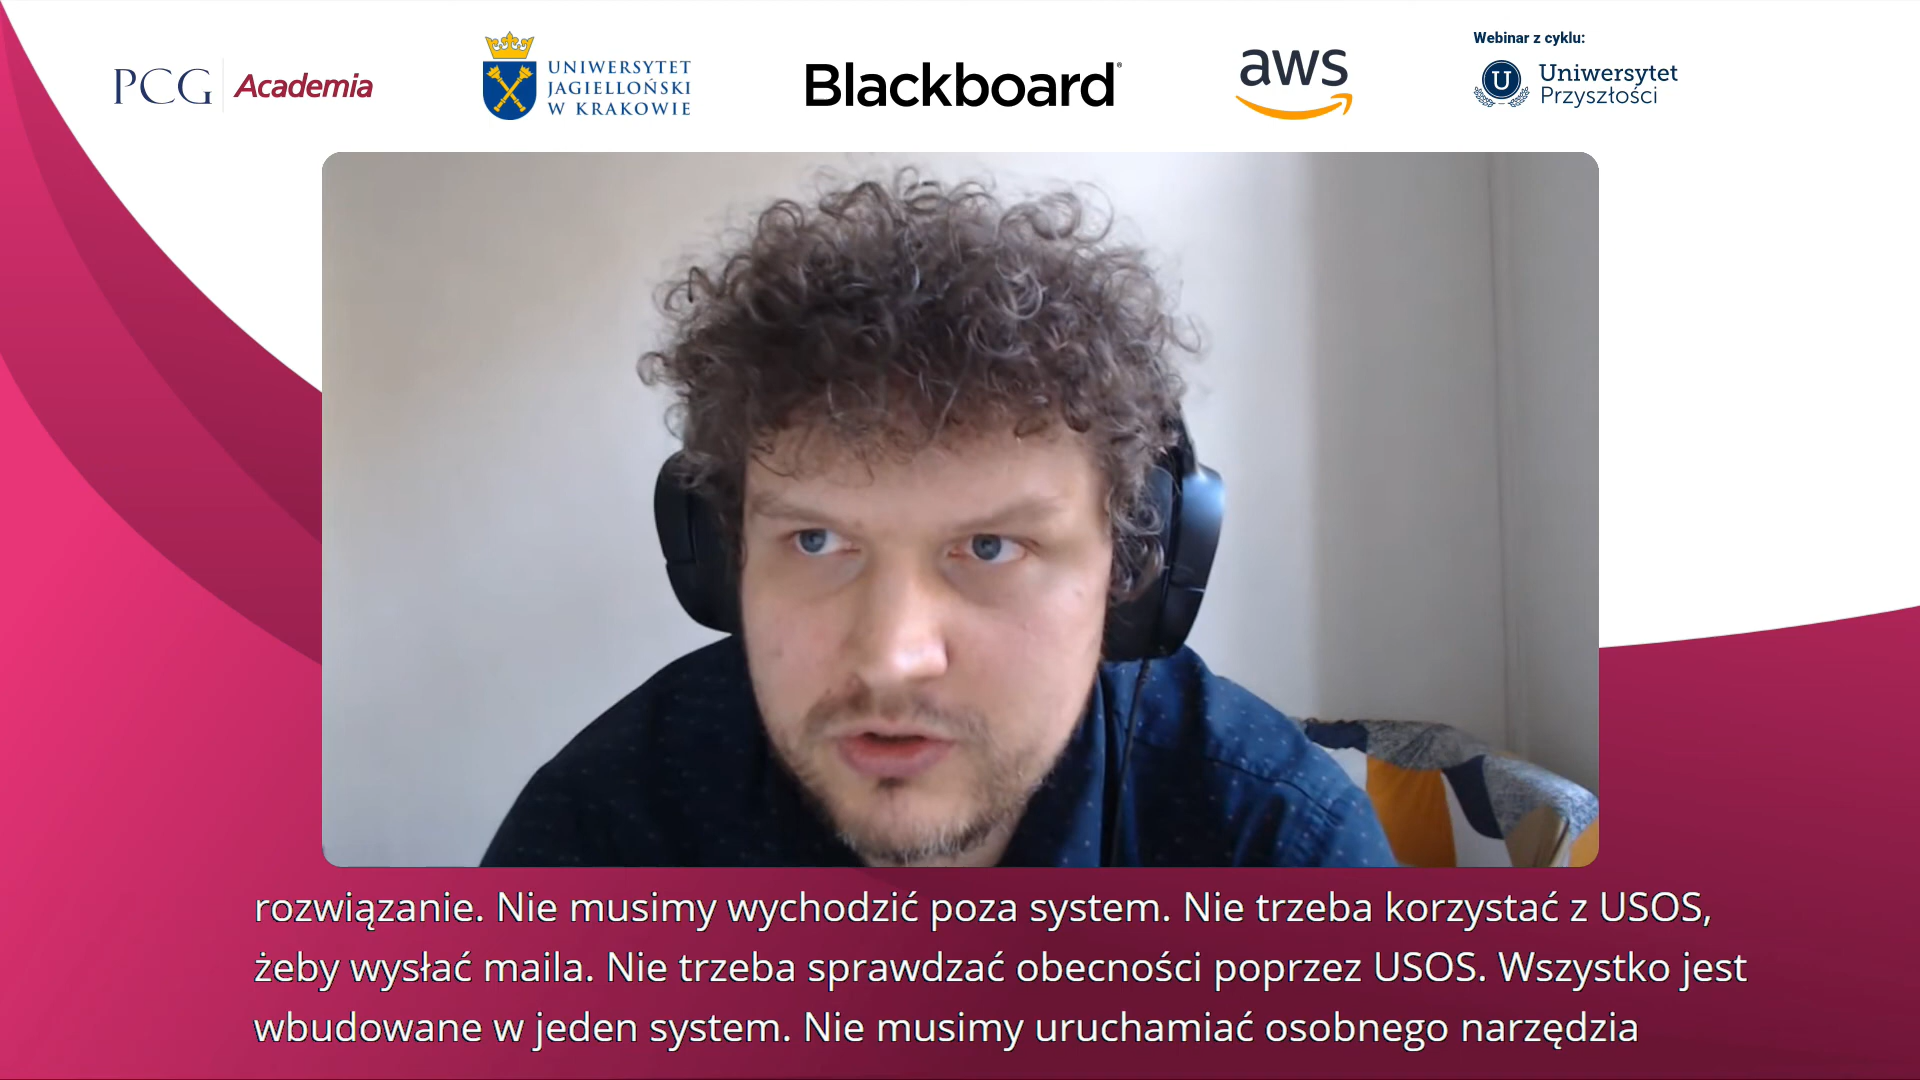 PCG Academia
UNIWERSYTET
JAGIELLOŃSKI
W KRAKOWIE
Blackboard
aws
Webinar z cyklu:
U
Uniwersytet
Przyszłości
rozwiązanie. Nie musimy wychodzić poza system. Nie trzeba korzystać z USOS,
żeby wysłać maila. Nie trzeba sprawdzać obecności poprzez USOS. Wszystko jest
wbudowane w jeden system. Nie musimy uruchamiać osobnego narzędzia